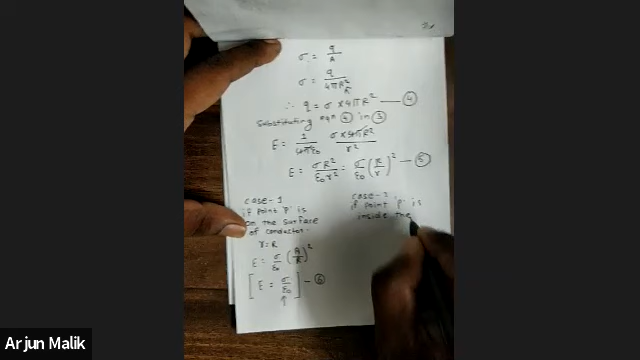 σ = q/A
σ = q/4πR²
∴ q = σ × 4πR² —— ④
Substituting eqn ④ in ③
E = 1/4πε₀ σ × 4πR²/r²
E = σR²/ε₀r² = σ/ε₀ (R/r)² — ⑤
case-1
if point 'P' is
on the surface
of conductor.
r = R
E = σ/ε₀ (R/R)²
[E = σ/ε₀] — ⑥
case-2
if point 'P' is
inside the
Arjun Malik